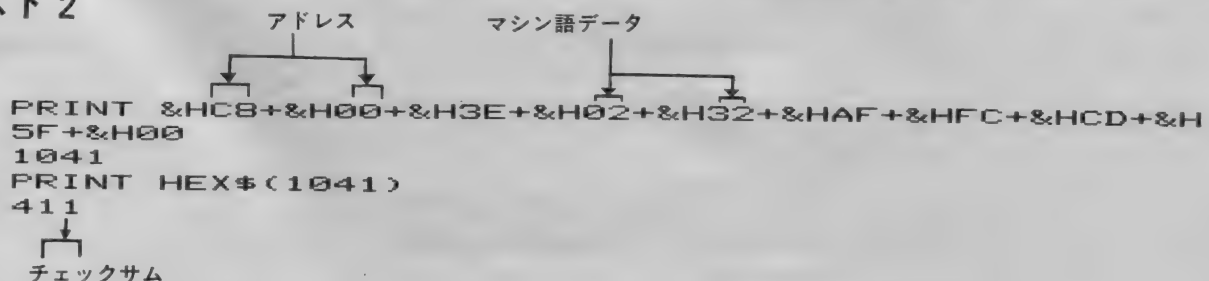 スト2
アドレス マシン語データ
PRINT &HC8+&H00+&H3E+&H02+&H32+&HAF+&HFC+&HCD+&H
5F+&H00
1041
PRINT HEX$(1041)
411
チェックサム